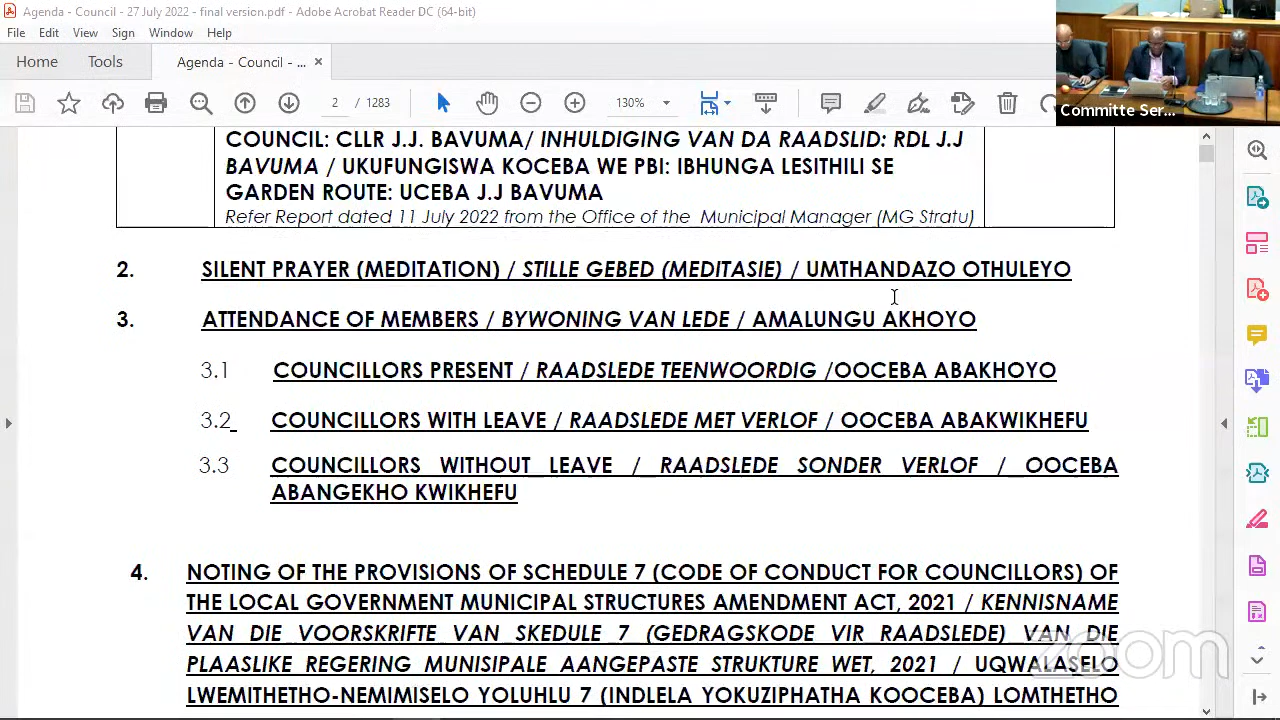 Agenda - Council - 27 July 2022 - final version.pdf - Adobe Acrobat Reader DC (64-bit)
File Edit View Sign Window Help
Home Tools Agenda - Council - ... ×
2 / 1283 130%
Committe Ser...
COUNCIL: CLLR J.J. BAVUMA/ INHULDIGING VAN DA RAADSLID: RDL J.J
BAVUMA / UKUFUNGISWA KOCEBA WE PBI: IBHUNGA LESITHILI SE
GARDEN ROUTE: UCEBA J.J BAVUMA
Refer Report dated 11 July 2022 from the Office of the Municipal Manager (MG Stratu)
2. SILENT PRAYER (MEDITATION) / STILLE GEBED (MEDITASIE) / UMTHANDAZO OTHULEYO
3. ATTENDANCE OF MEMBERS / BYWONING VAN LEDE / AMALUNGU AKHOYO
3.1 COUNCILLORS PRESENT / RAADSLEDE TEENWOORDIG /OOCEBA ABAKHOYO
3.2 COUNCILLORS WITH LEAVE / RAADSLEDE MET VERLOF / OOCEBA ABAKWIKHEFU
3.3 COUNCILLORS WITHOUT LEAVE / RAADSLEDE SONDER VERLOF / OOCEBA
ABANGEKHO KWIKHEFU
4. NOTING OF THE PROVISIONS OF SCHEDULE 7 (CODE OF CONDUCT FOR COUNCILLORS) OF
THE LOCAL GOVERNMENT MUNICIPAL STRUCTURES AMENDMENT ACT, 2021 / KENNISNAME
VAN DIE VOORSKRIFTE VAN SKEDULE 7 (GEDRAGSKODE VIR RAADSLEDE) VAN DIE
PLAASLIKE REGERING MUNISIPALE AANGEPASTE STRUKTURE WET, 2021 / UQWALASELO
LWEMITHETHO-NEMIMISELO YOLUHLU 7 (INDLELA YOKUZIPHATHA KOOCEBA) LOMTHETHO
zoom